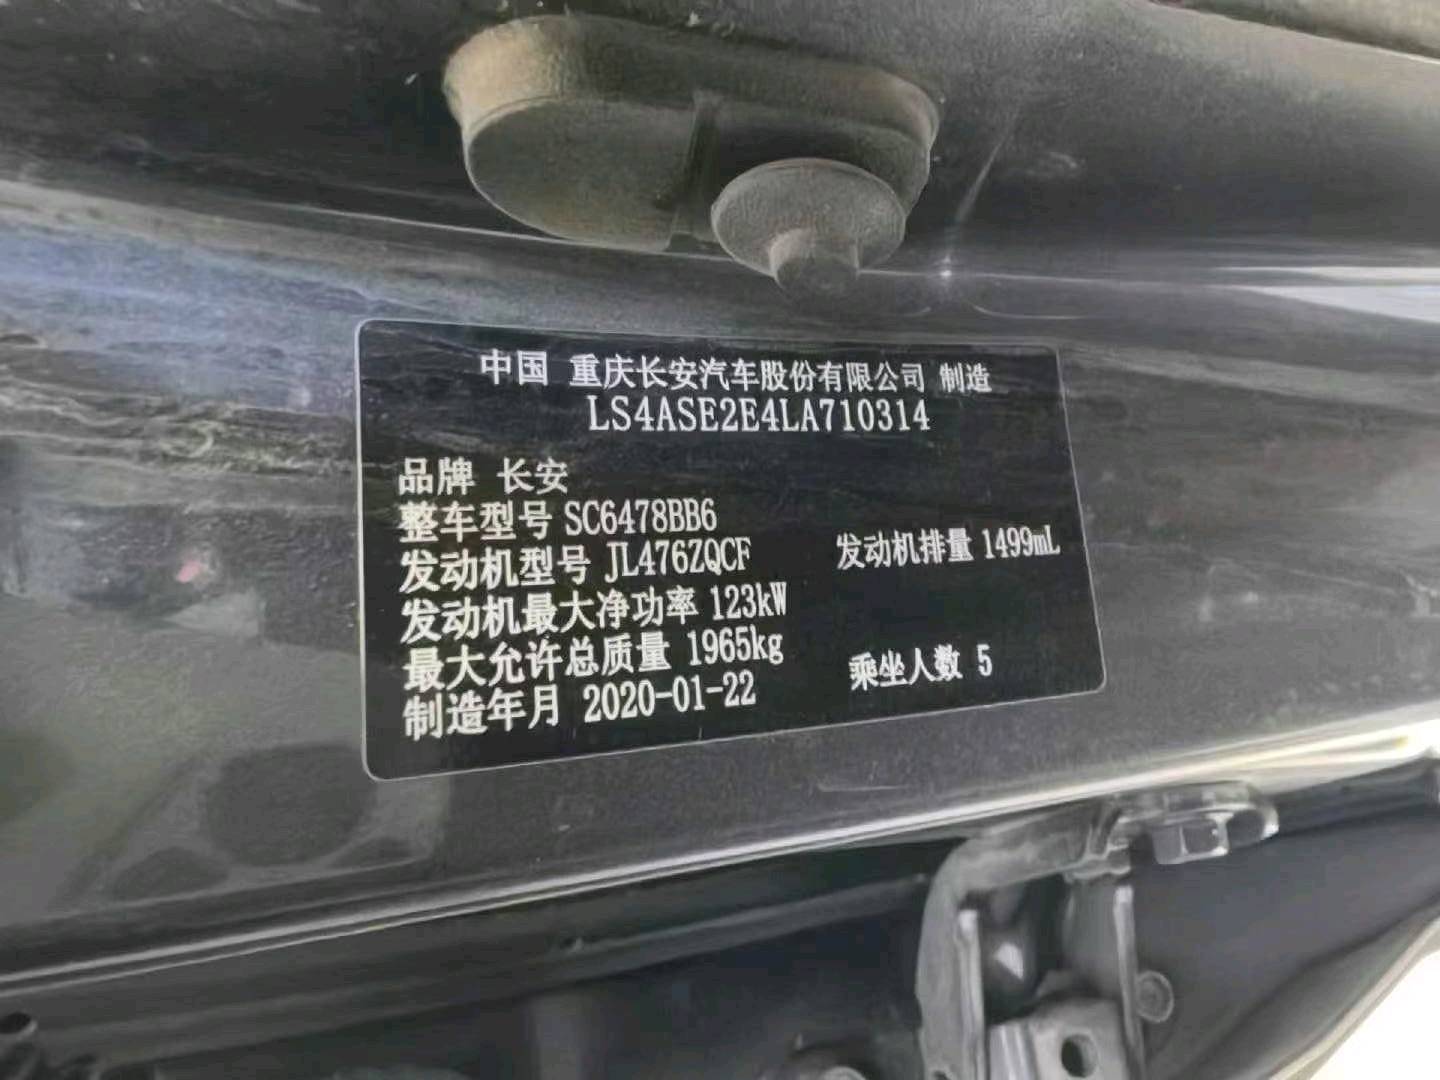 中国 重庆长安汽车股份有限公司 制造
LS4ASE2E4LA710314
品牌 长安
整车型号 SC6478BB6
发动机型号 JL476ZQCF 发动机排量 1499mL
发动机最大净功率 123kW
最大允许总质量 1965kg 乘坐人数 5
制造年月 2020-01-22